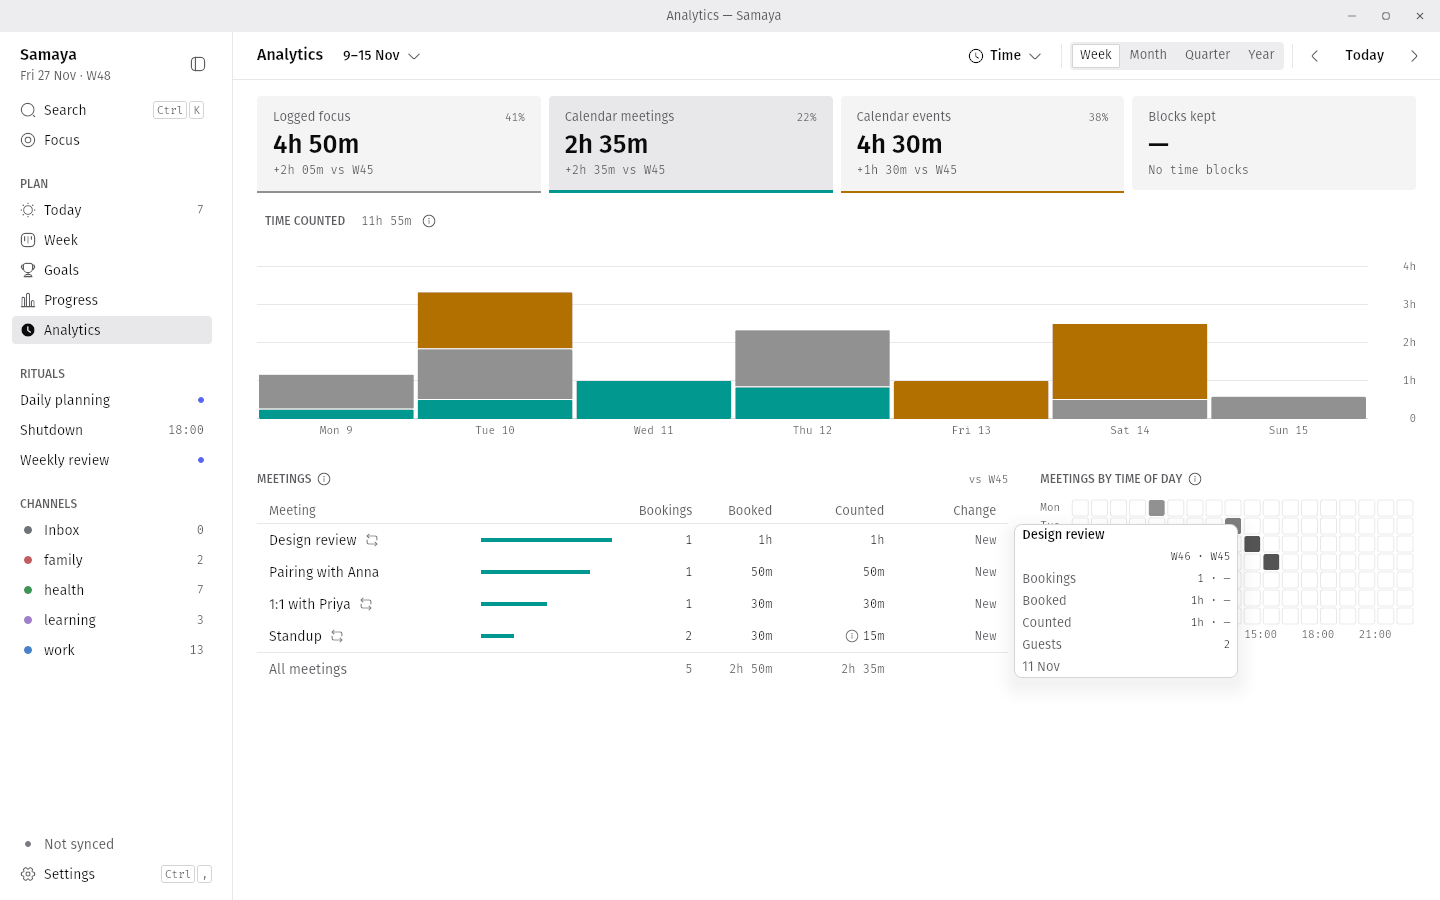 Analytics — Samaya
Samaya
Fri 27 Nov · W48
Search Ctrl K
Focus
PLAN
Today 7
Week
Goals
Progress
Analytics
RITUALS
Daily planning
Shutdown 18:00
Weekly review
CHANNELS
Inbox 0
family 2
health 7
learning 3
work 13
Not synced
Settings Ctrl ,
Analytics 9–15 Nov Time Week Month Quarter Year Today
Logged focus 41%
4h 50m
+2h 05m vs W45
Calendar meetings 22%
2h 35m
+2h 35m vs W45
Calendar events 38%
4h 30m
+1h 30m vs W45
Blocks kept
—
No time blocks
TIME COUNTED 11h 55m
4h
3h
2h
1h
0
Mon 9 Tue 10 Wed 11 Thu 12 Fri 13 Sat 14 Sun 15
MEETINGS vs W45
Meeting Bookings Booked Counted Change
Design review 1 1h 1h New
Pairing with Anna 1 50m 50m New
1:1 with Priya 1 30m 30m New
Standup 2 30m 15m New
All meetings 5 2h 50m 2h 35m
MEETINGS BY TIME OF DAY
Mon
15:00 18:00 21:00
Design review
W46 · W45
Bookings 1 · —
Booked 1h · —
Counted 1h · —
Guests 2
11 Nov